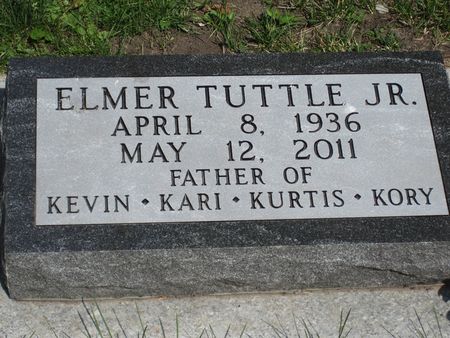 ELMER TUTTLE JR.
APRIL 8, 1936
MAY 12, 2011
FATHER OF
KEVIN • KARI • KURTIS • KORY